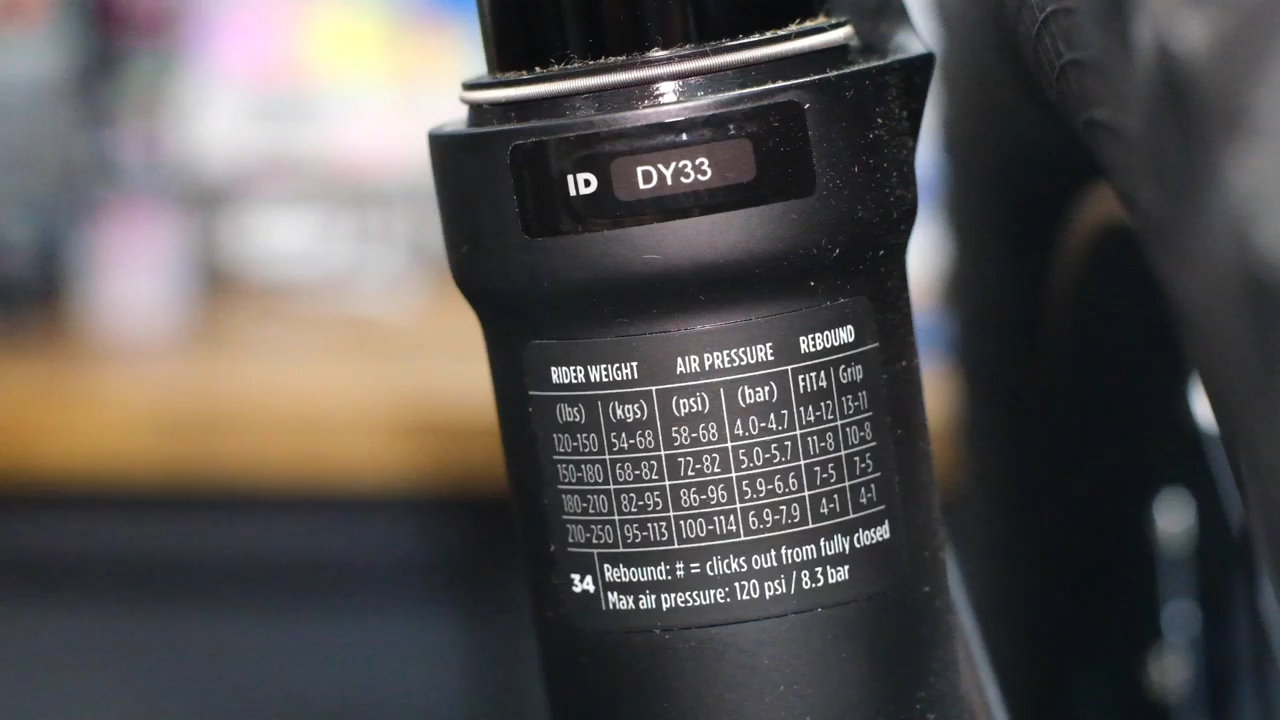 ID DY33
RIDER WEIGHT AIR PRESSURE REBOUND
(lbs) (kgs) (psi) (bar) FIT4 Grip
120-150 54-68 58-68 4.0-4.7 14-12 13-11
150-180 68-82 72-82 5.0-5.7 11-8 10-8
180-210 82-95 86-96 5.9-6.6 7-5 7-5
210-250 95-113 100-114 6.9-7.9 4-1 4-1
34 Rebound: # = clicks out from fully closed
Max air pressure: 120 psi / 8.3 bar